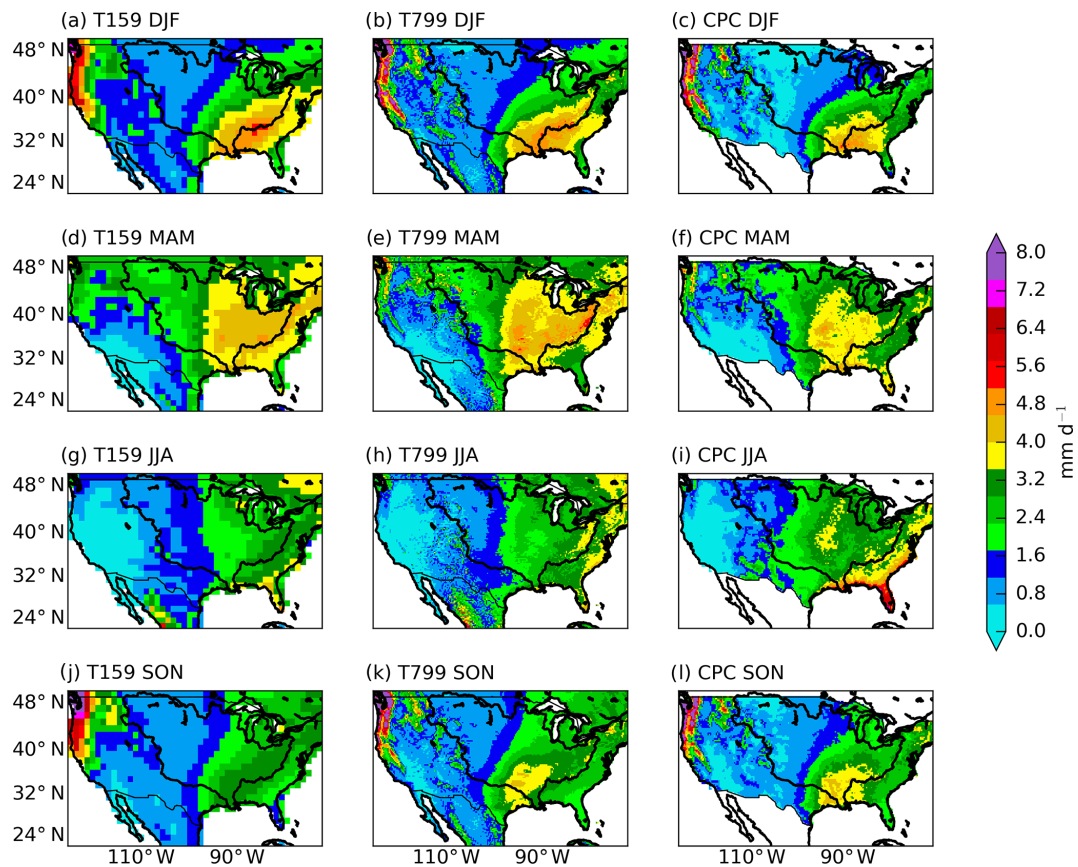 (a) T159 DJF
(b) T799 DJF
(c) CPC DJF
48° N
40° N
32° N
24° N
(d) T159 MAM
(e) T799 MAM
(f) CPC MAM
48° N
40° N
32° N
24° N
(g) T159 JJA
(h) T799 JJA
(i) CPC JJA
48° N
40° N
32° N
24° N
(j) T159 SON
(k) T799 SON
(l) CPC SON
48° N
40° N
32° N
24° N
110°W 90°W
110°W 90°W
110°W 90°W
8.0
7.2
6.4
5.6
4.8
4.0
3.2
2.4
1.6
0.8
0.0
mm d⁻¹